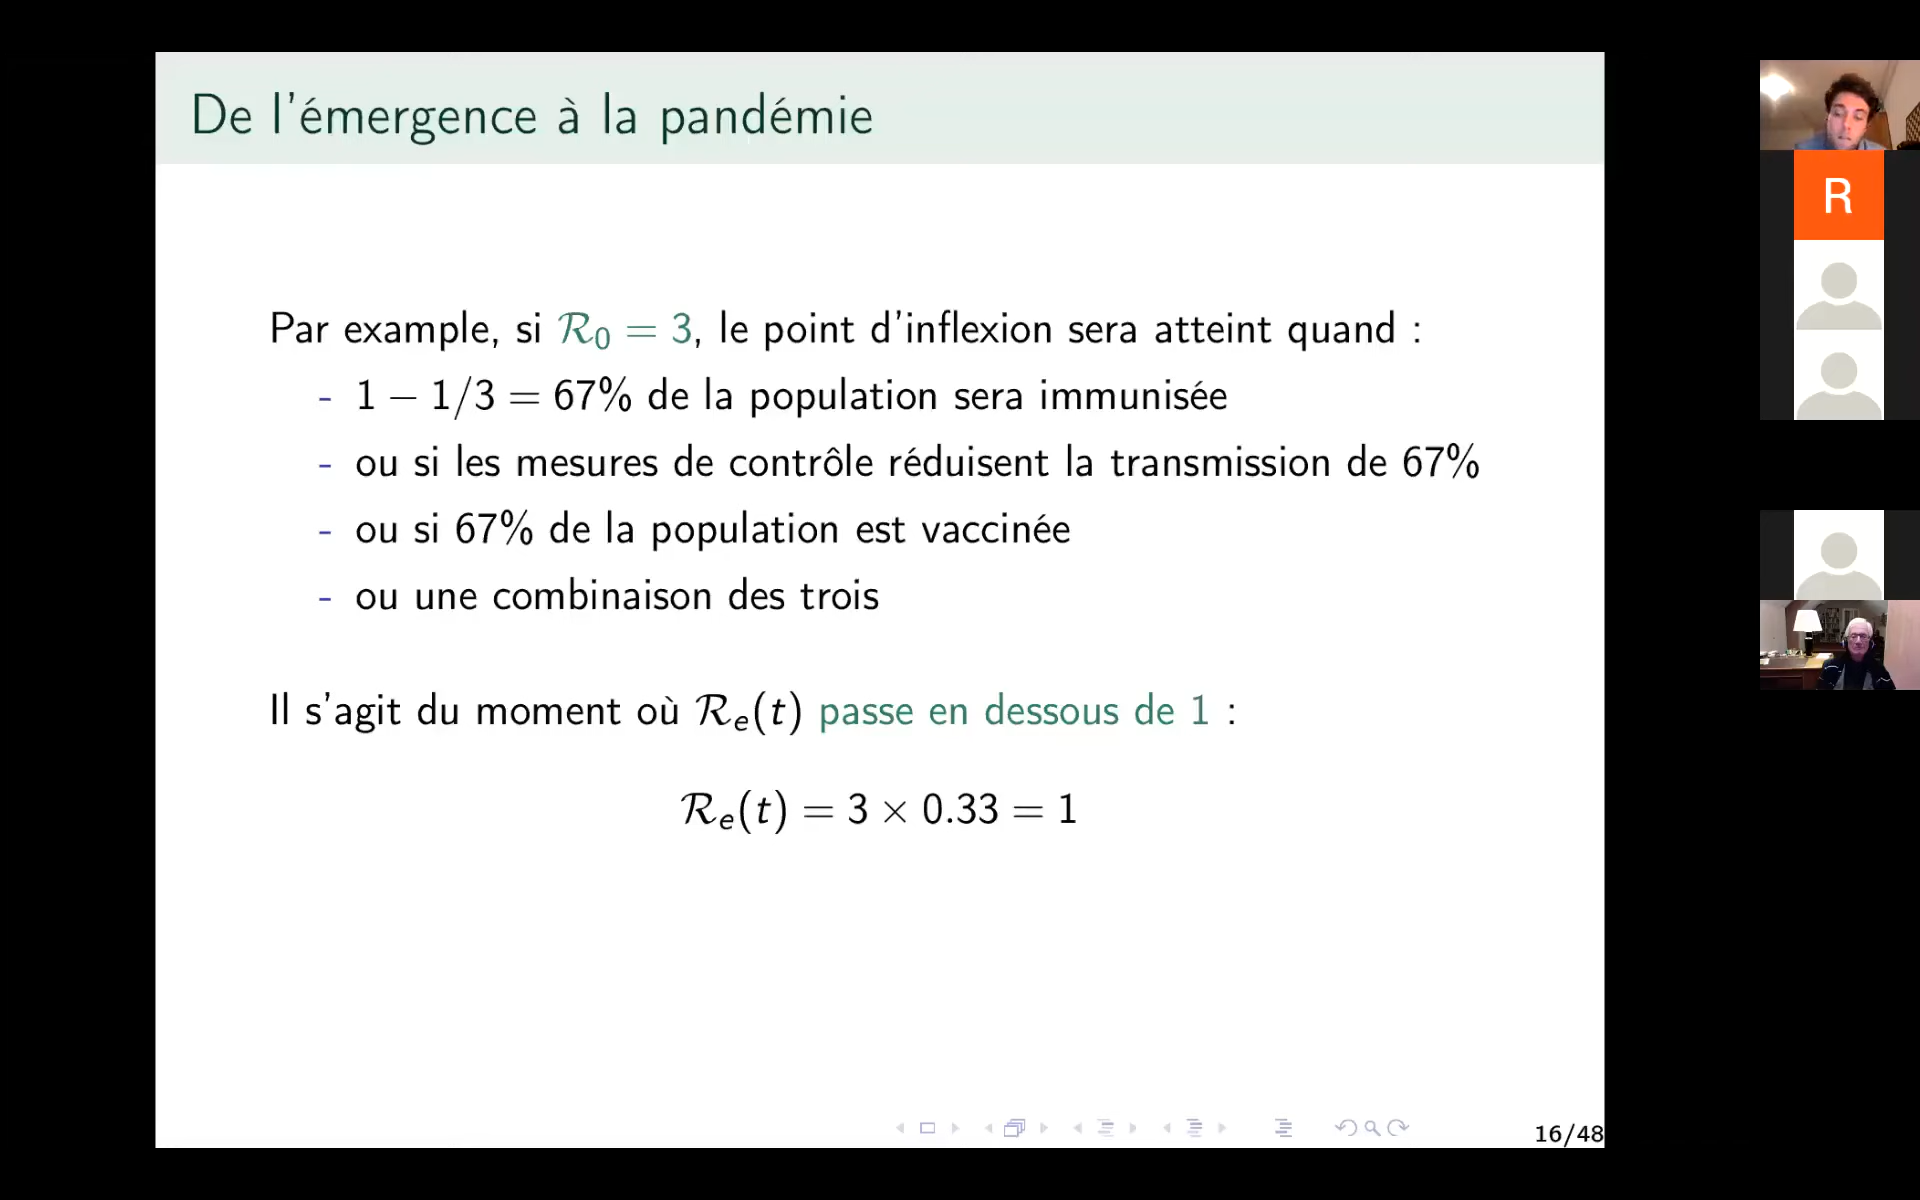 De l'émergence à la pandémie
Par example, si R₀ = 3, le point d'inflexion sera atteint quand :
- 1 − 1/3 = 67% de la population sera immunisée
- ou si les mesures de contrôle réduisent la transmission de 67%
- ou si 67% de la population est vaccinée
- ou une combinaison des trois
Il s'agit du moment où Rₑ(t) passe en dessous de 1 :
Rₑ(t) = 3 × 0.33 = 1
16/48
R